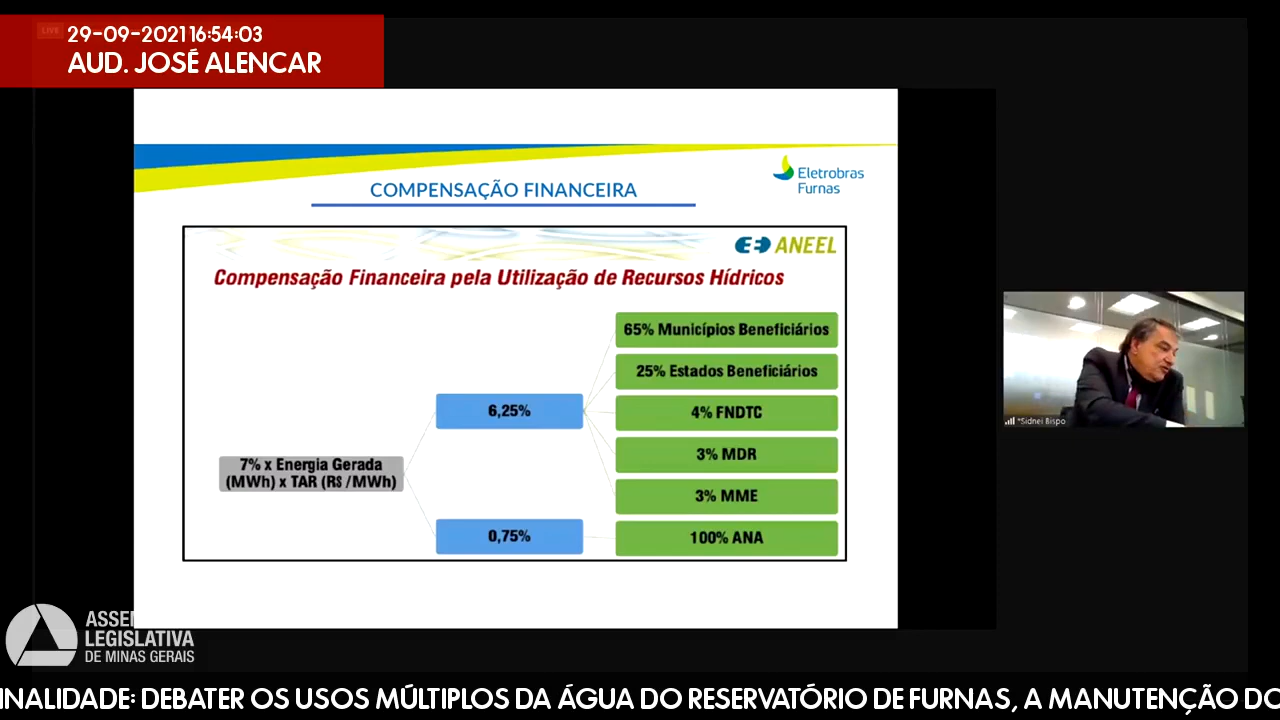 LIVE
29-09-2021 16:54:03
AUD. JOSÉ ALENCAR
Eletrobras
Furnas
COMPENSAÇÃO FINANCEIRA
ANEEL
Compensação Financeira pela Utilização de Recursos Hídricos
65% Municípios Beneficiários
25% Estados Beneficiários
6,25%
4% FNDTC
3% MDR
7% x Energia Gerada
(MWh) x TAR (R$ /MWh)
3% MME
0,75%
100% ANA
*Sidnei Bispo
ASSE
LEGISLATIVA
DE MINAS GERAIS
INALIDADE: DEBATER OS USOS MÚLTIPLOS DA ÁGUA DO RESERVATÓRIO DE FURNAS, A MANUTENÇÃO DO